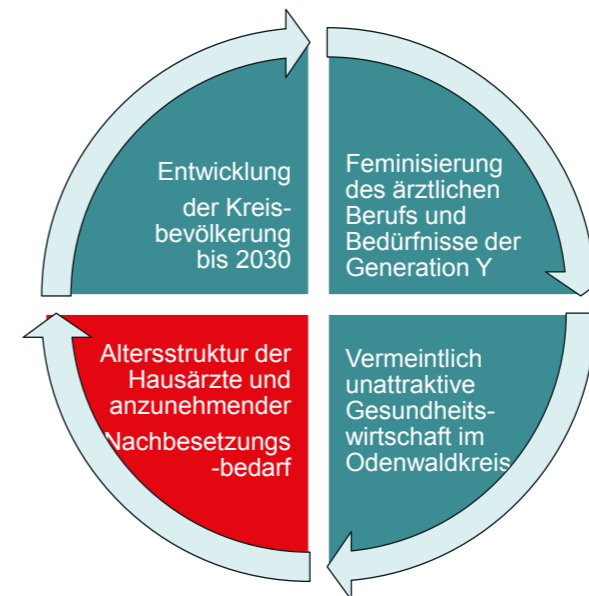 Entwicklung
der Kreis-
bevölkerung
bis 2030
Feminisierung
des ärztlichen
Berufs und
Bedürfnisse der
Generation Y
Altersstruktur der
Hausärzte und
anzunehmender
Nachbesetzungs
-bedarf
Vermeintlich
unattraktive
Gesundheits-
wirtschaft im
Odenwaldkreis